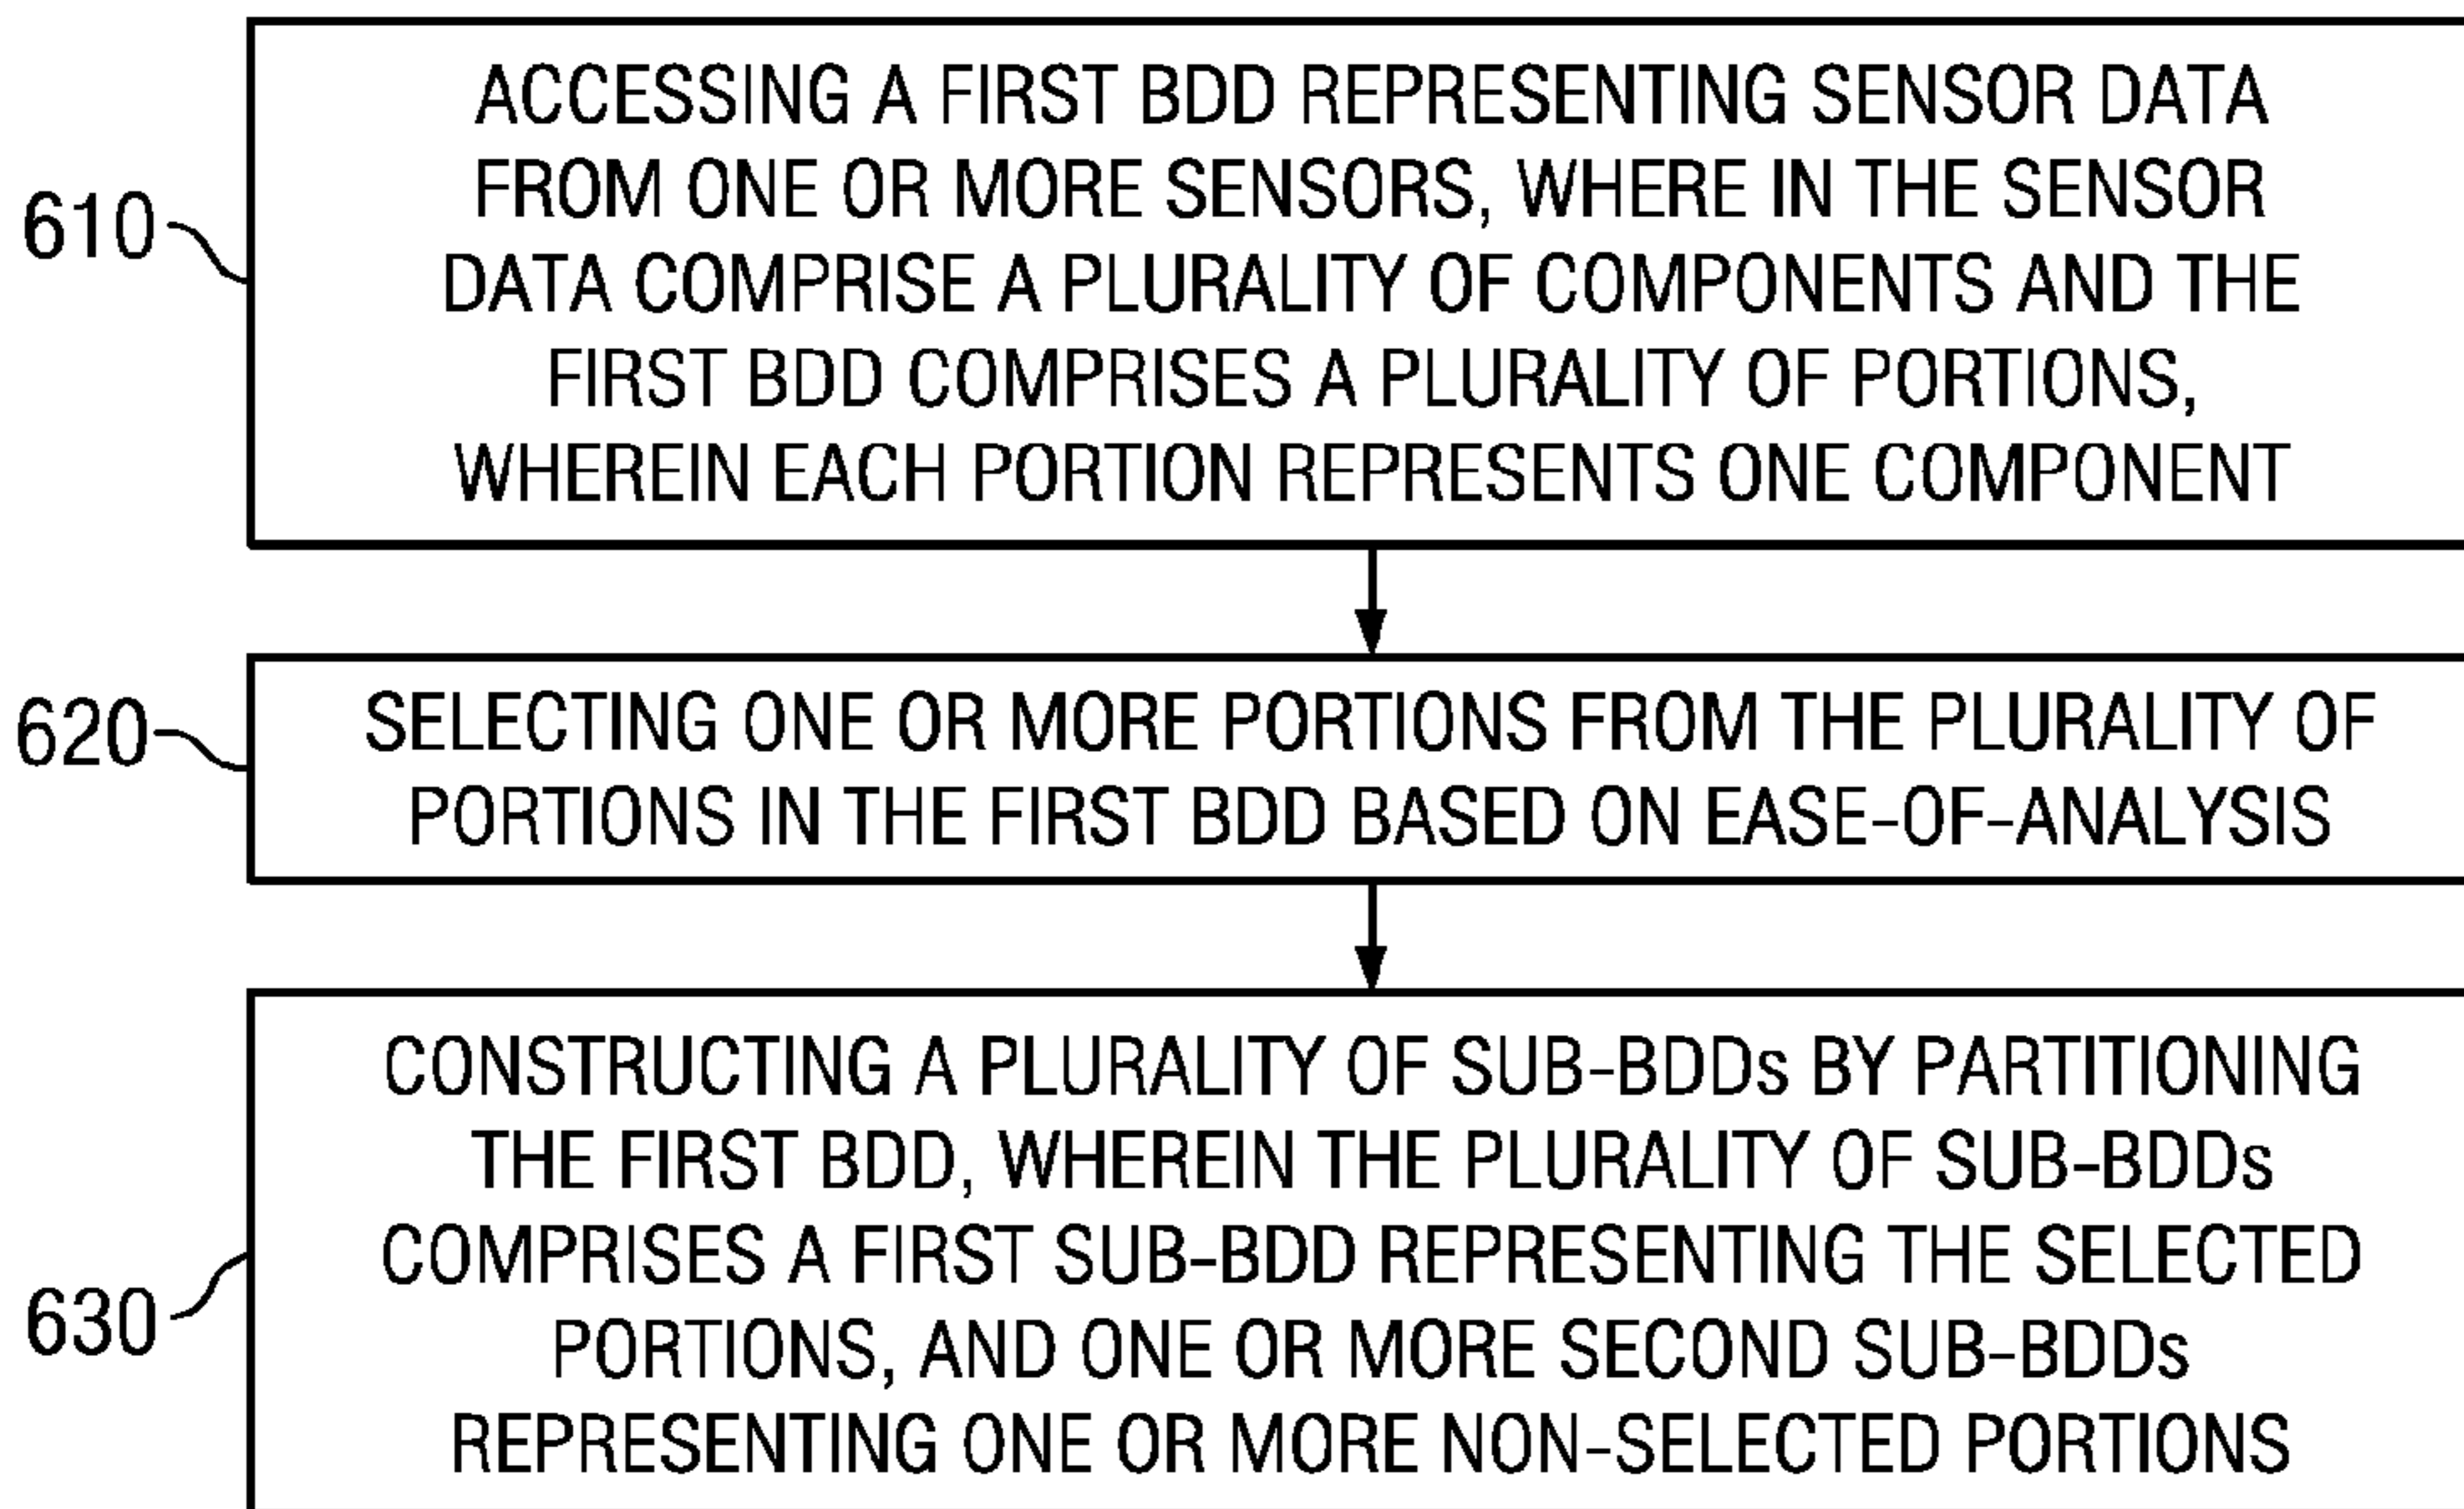 ACCESSING A FIRST BDD REPRESENTING SENSOR DATA
FROM ONE OR MORE SENSORS, WHERE IN THE SENSOR
DATA COMPRISE A PLURALITY OF COMPONENTS AND THE
FIRST BDD COMPRISES A PLURALITY OF PORTIONS,
WHEREIN EACH PORTION REPRESENTS ONE COMPONENT
610
SELECTING ONE OR MORE PORTIONS FROM THE PLURALITY OF
PORTIONS IN THE FIRST BDD BASED ON EASE-OF-ANALYSIS
620
CONSTRUCTING A PLURALITY OF SUB-BDDs BY PARTITIONING
THE FIRST BDD, WHEREIN THE PLURALITY OF SUB-BDDs
COMPRISES A FIRST SUB-BDD REPRESENTING THE SELECTED
PORTIONS, AND ONE OR MORE SECOND SUB-BDDs
REPRESENTING ONE OR MORE NON-SELECTED PORTIONS
630